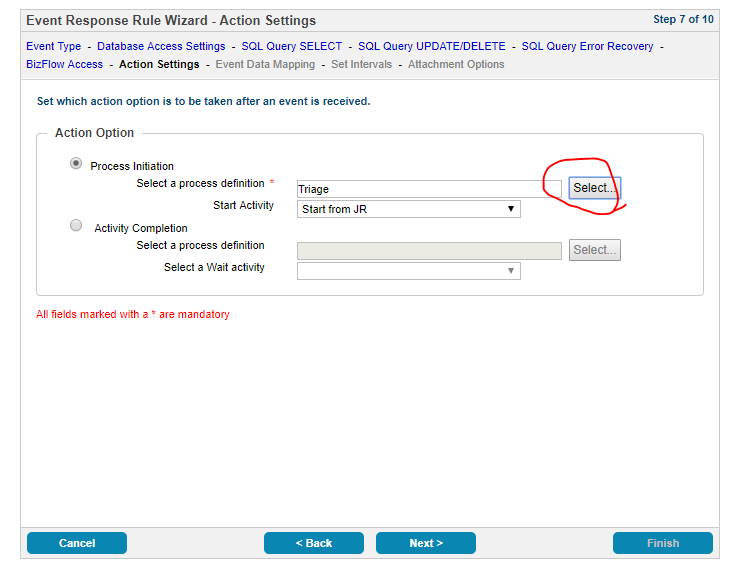 Event Response Rule Wizard - Action Settings Step 7 of 10
Event Type - Database Access Settings - SQL Query SELECT - SQL Query UPDATE/DELETE - SQL Query Error Recovery -
BizFlow Access - Action Settings - Event Data Mapping - Set Intervals - Attachment Options
Set which action option is to be taken after an event is received.
Action Option
Process Initiation
Select a process definition * Triage Select...
Start Activity Start from JR
Activity Completion
Select a process definition Select...
Select a Wait activity
All fields marked with a * are mandatory
Cancel < Back Next > Finish